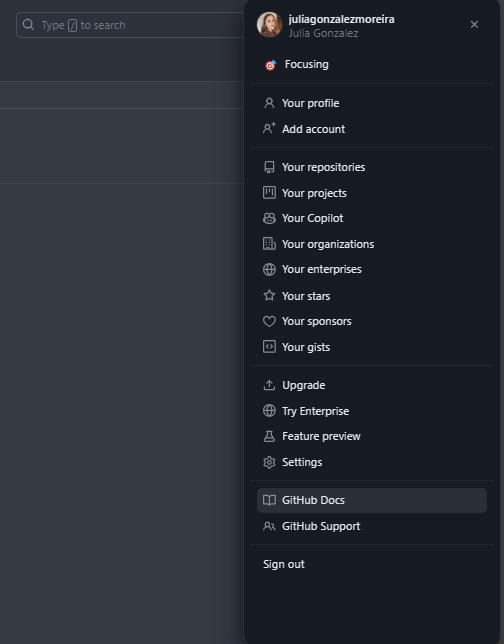 Type / to search
juliagonzalezmoreira
Julia Gonzalez
Focusing
Your profile
Add account
Your repositories
Your projects
Your Copilot
Your organizations
Your enterprises
Your stars
Your sponsors
Your gists
Upgrade
Try Enterprise
Feature preview
Settings
GitHub Docs
GitHub Support
Sign out